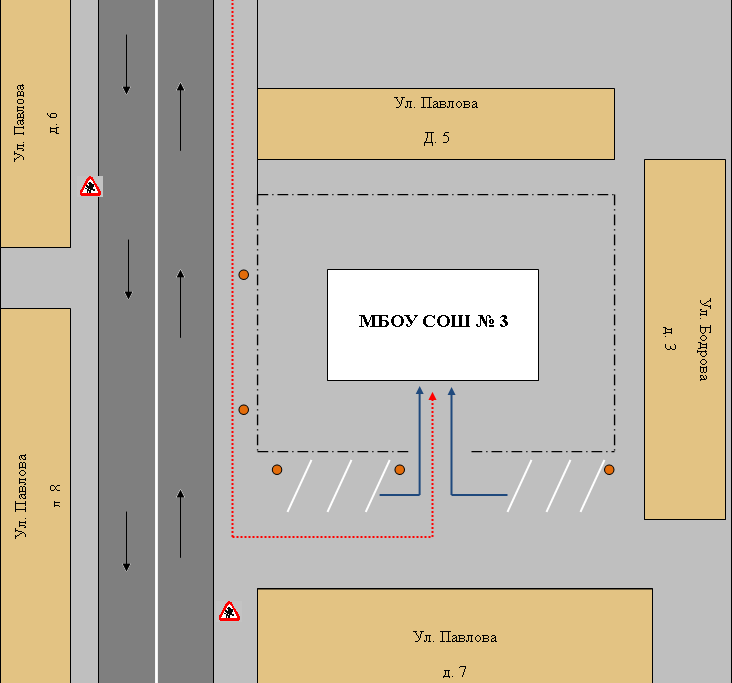 Ул. Павлова
д. 6
Ул. Павлова
Д. 5
МБОУ СОШ № 3
Ул. Бодрова
д. 3
Ул. Павлова
д. 8
Ул. Павлова
д. 7